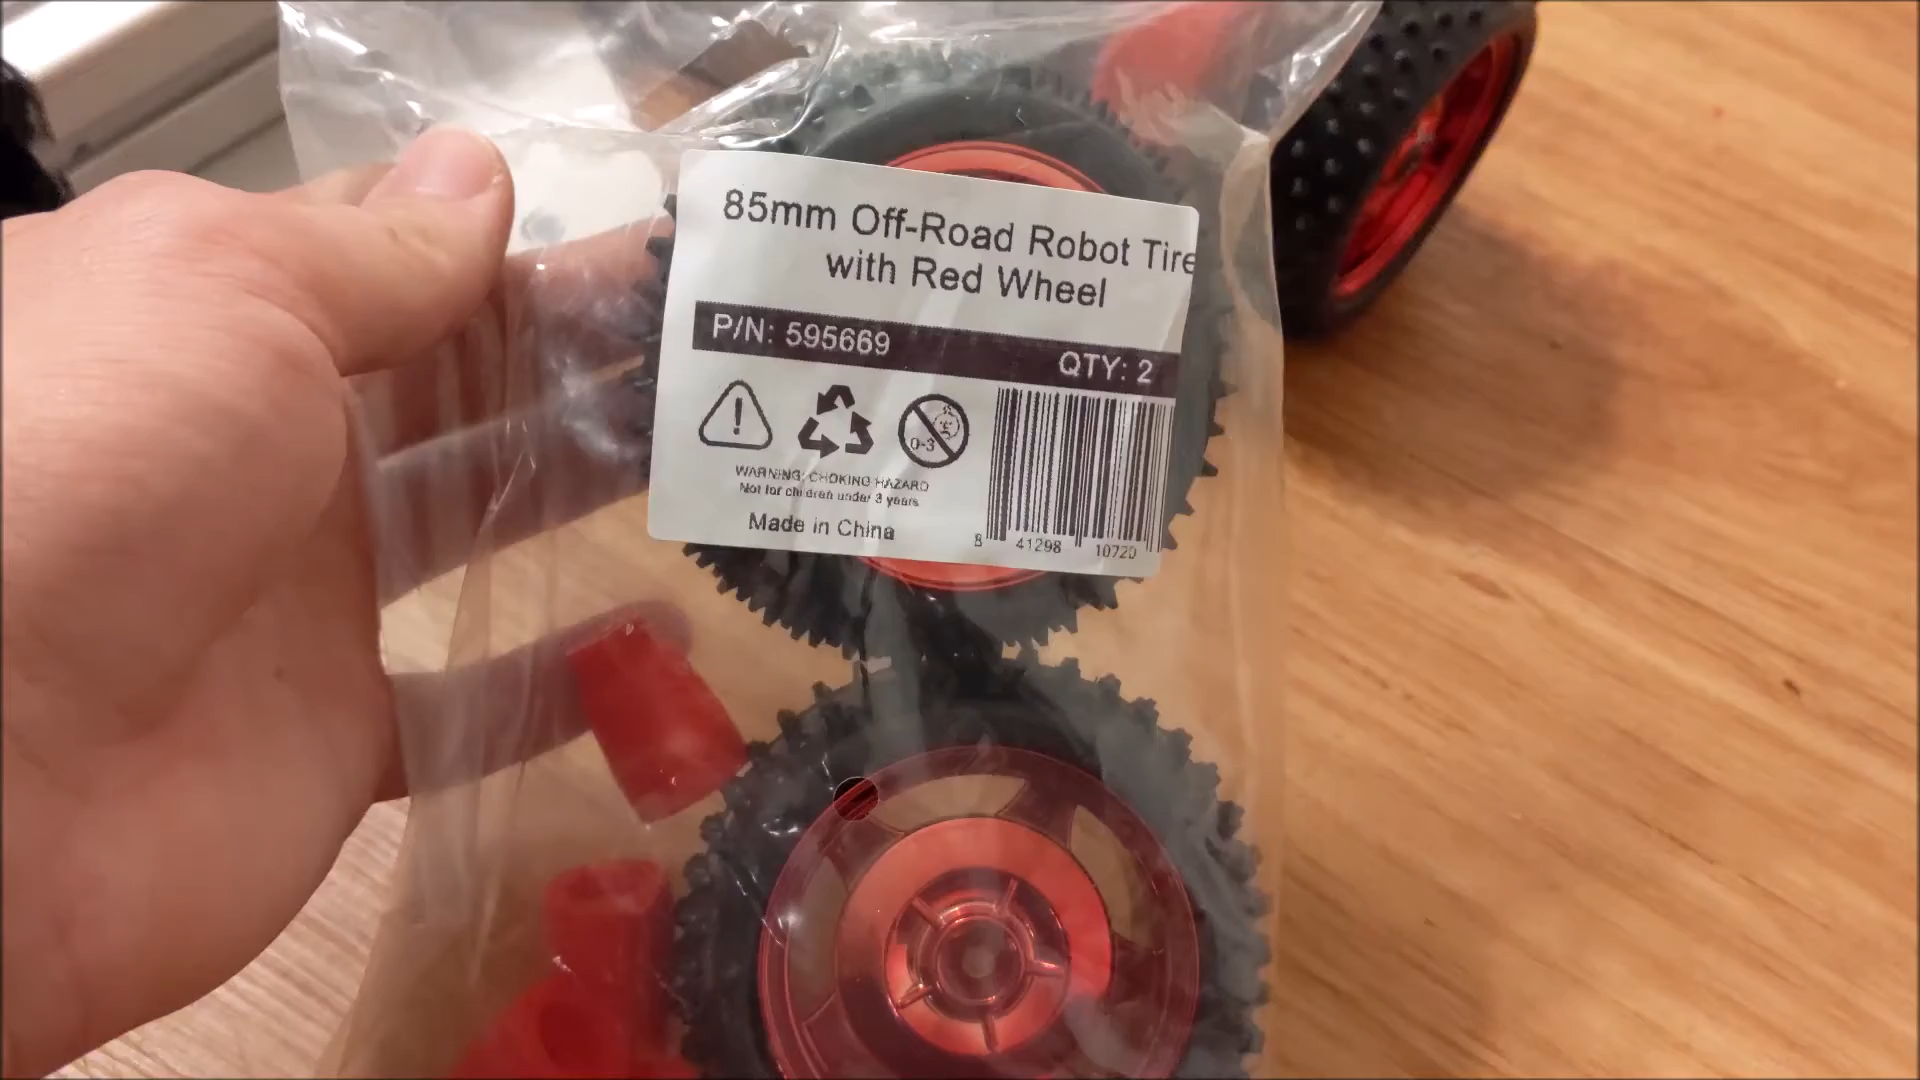 85mm Off-Road Robot Tire
with Red Wheel
P/N: 595669
QTY: 2
0-3
WARNING: CHOKING HAZARD
Not for children under 3 years
Made in China
8 41298 10720